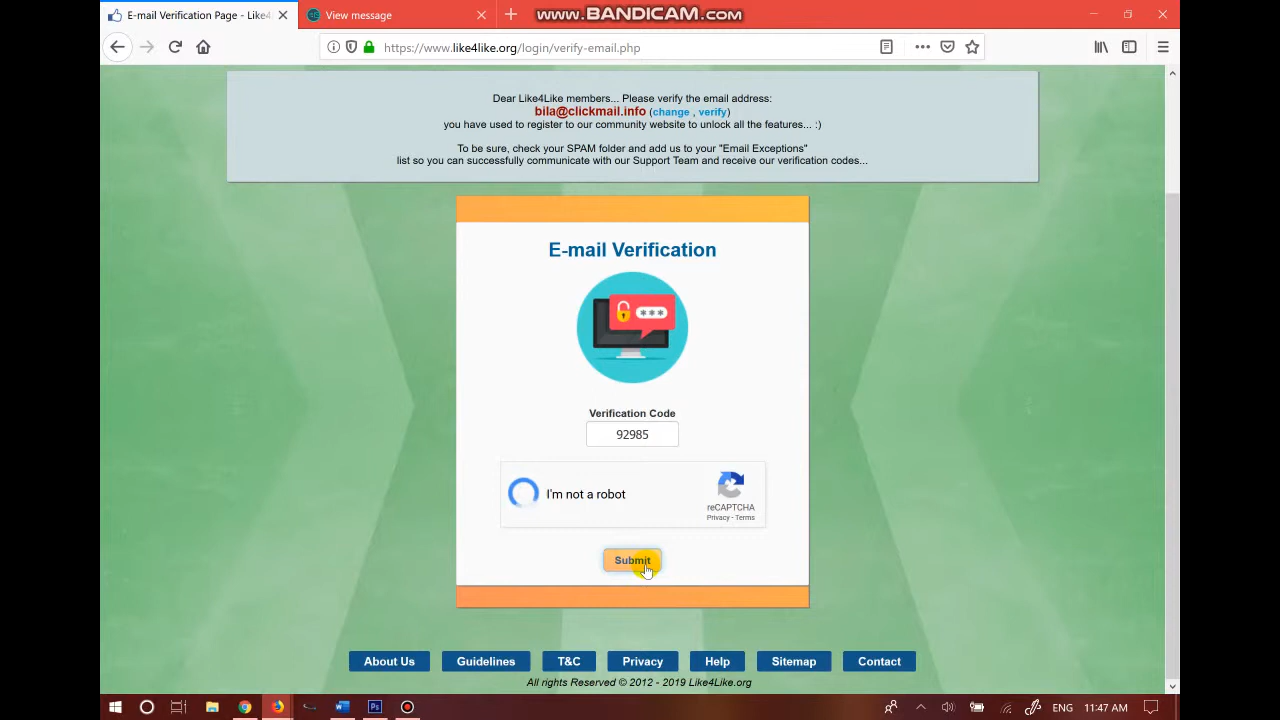 E-mail Verification Page - Like4
View message
www.BANDICAM.com
https://www.like4like.org/login/verify-email.php
Dear Like4Like members... Please verify the email address:
bila@clickmail.info (change , verify)
you have used to register to our community website to unlock all the features... :)
To be sure, check your SPAM folder and add us to your "Email Exceptions"
list so you can successfully communicate with our Support Team and receive our verification codes...
E-mail Verification
***
Verification Code
92985
I'm not a robot
reCAPTCHA
Privacy - Terms
Submit
About Us Guidelines T&C Privacy Help Sitemap Contact
All rights Reserved © 2012 - 2019 Like4Like.org
ENG 11:47 AM